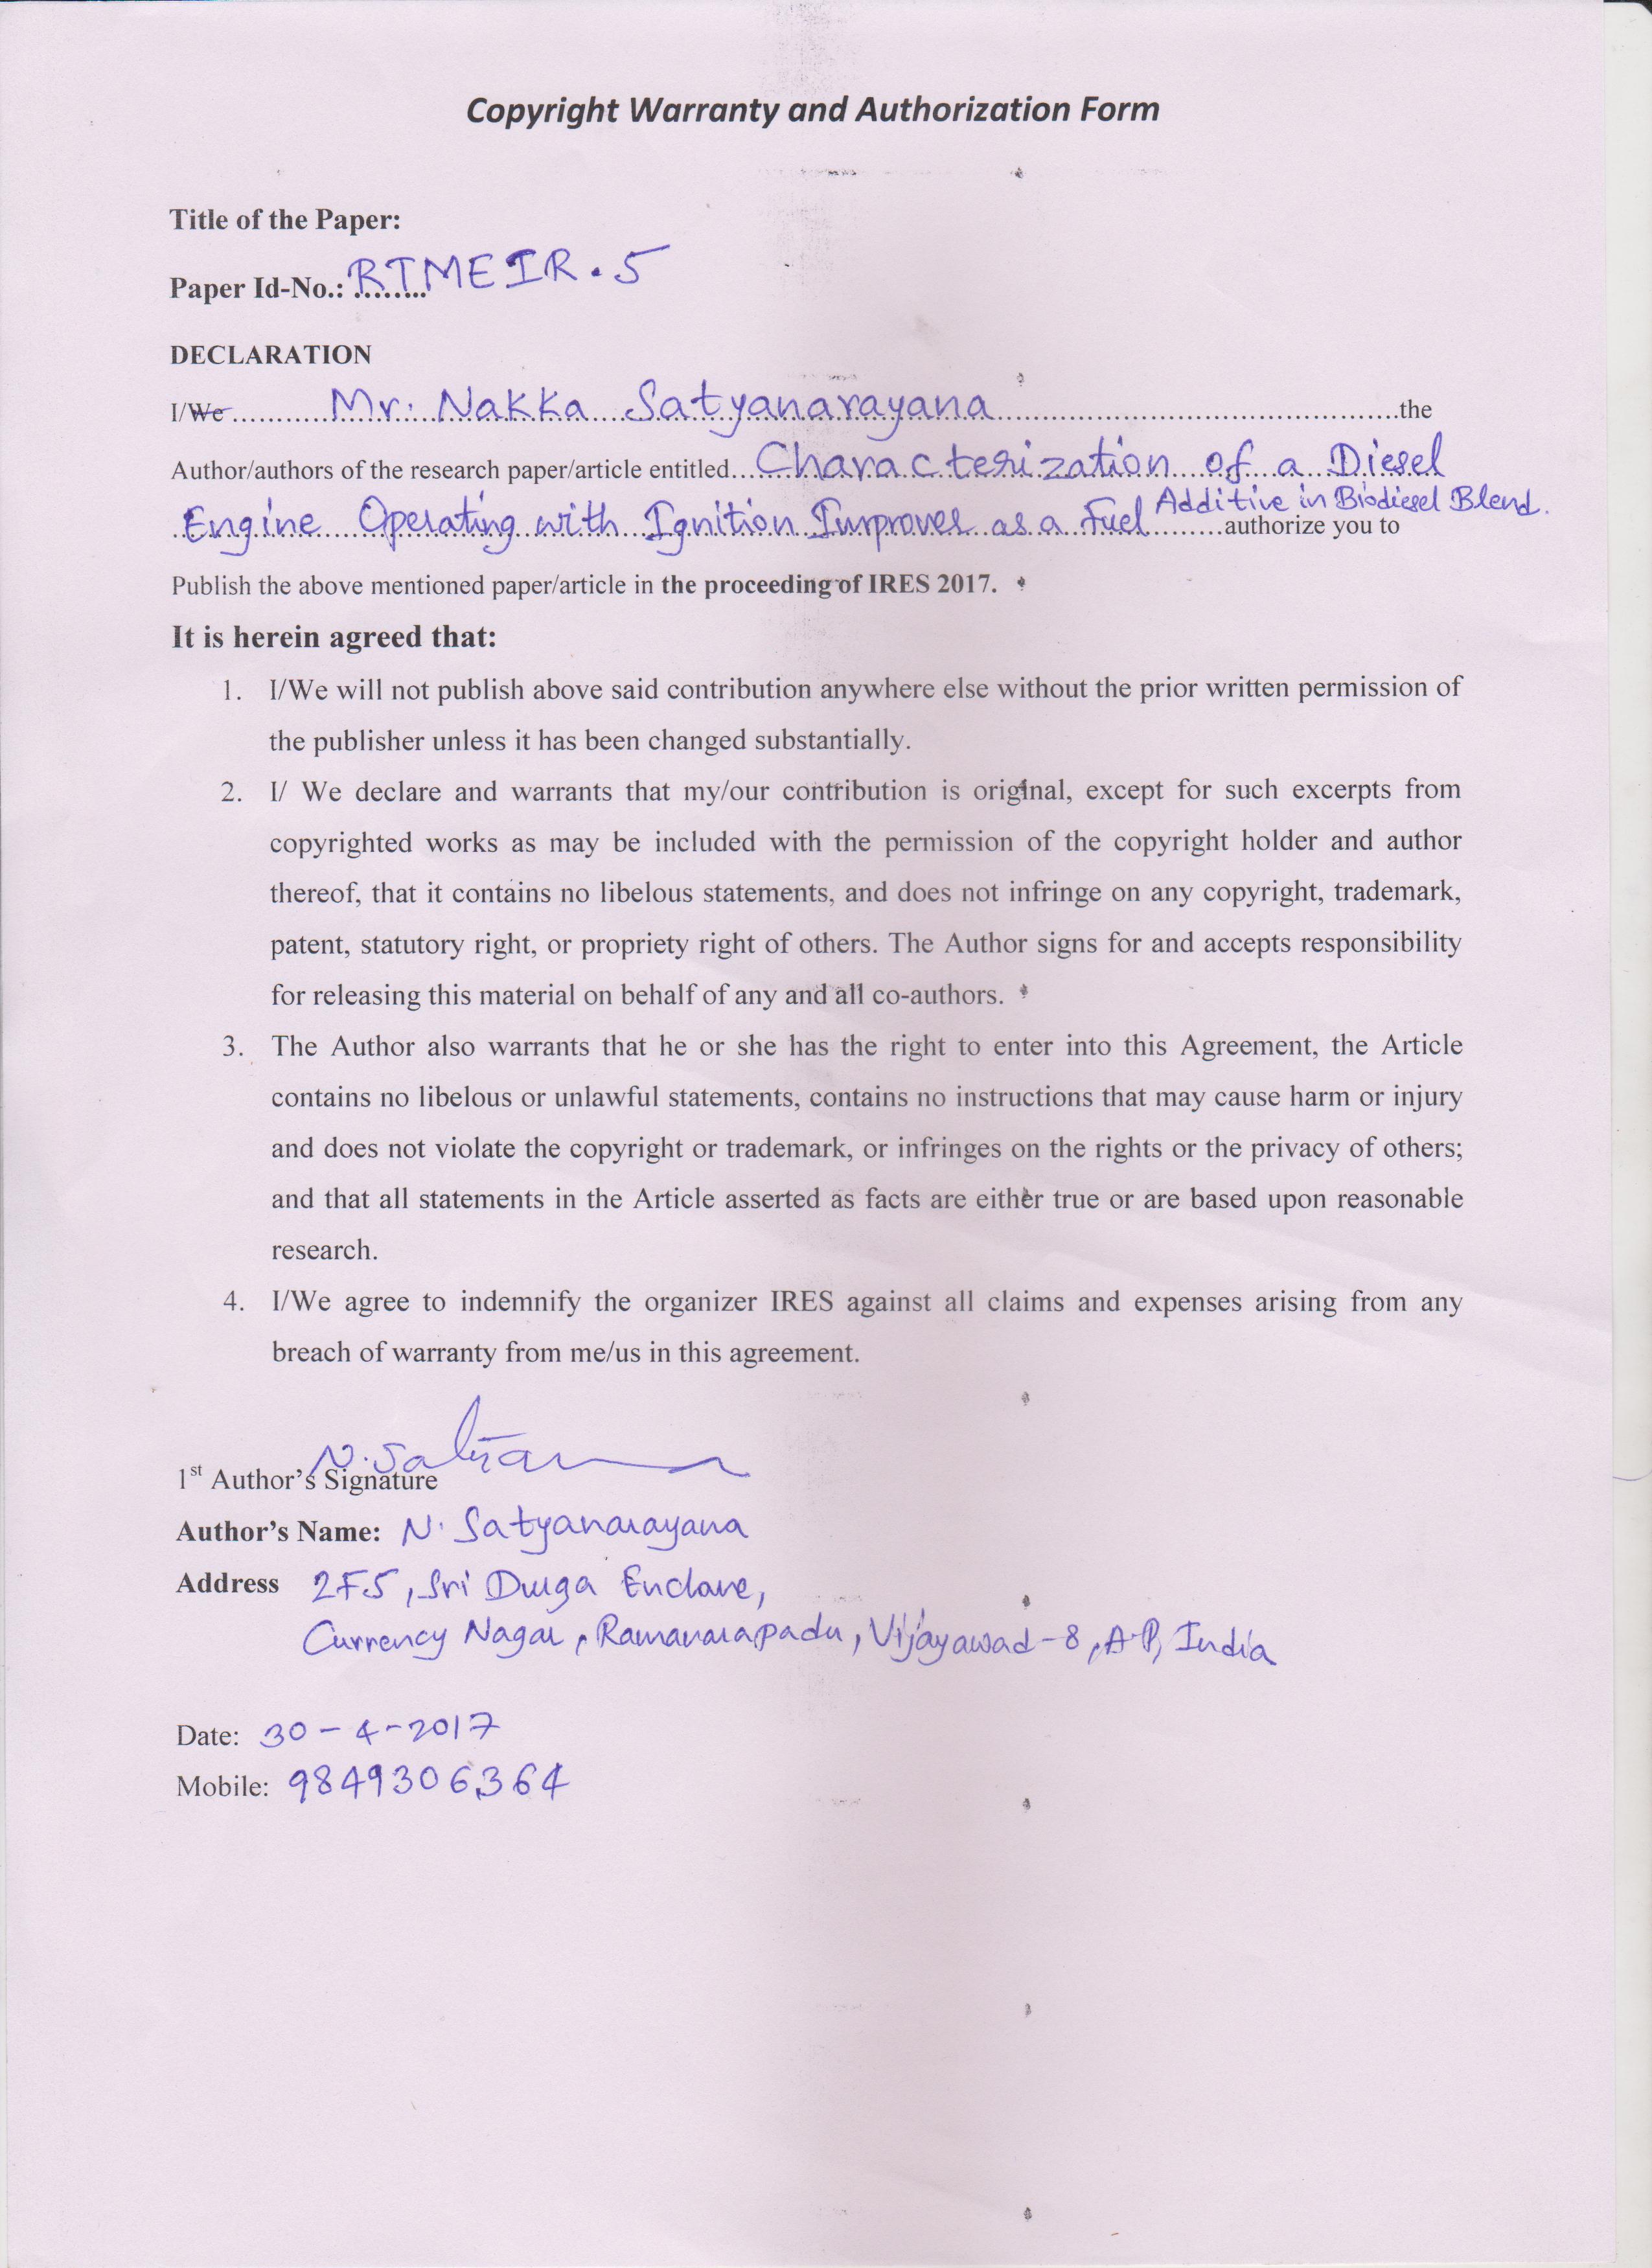 Copyright Warranty and Authorization Form
Title of the Paper:
Paper Id-No.: ........ RTMEIR.5
DECLARATION
I/We ........... Mr. Nakka Satyanarayana ...........the
Author/authors of the research paper/article entitled... Characterization of a Diesel
Engine Operating with Ignition Improver as a Fuel Additive in Biodiesel Blend. .........authorize you to
Publish the above mentioned paper/article in the proceeding of IRES 2017.
It is herein agreed that:
1. I/We will not publish above said contribution anywhere else without the prior written permission of
the publisher unless it has been changed substantially.
2. I/ We declare and warrants that my/our contribution is original, except for such excerpts from
copyrighted works as may be included with the permission of the copyright holder and author
thereof, that it contains no libelous statements, and does not infringe on any copyright, trademark,
patent, statutory right, or propriety right of others. The Author signs for and accepts responsibility
for releasing this material on behalf of any and all co-authors.
3. The Author also warrants that he or she has the right to enter into this Agreement, the Article
contains no libelous or unlawful statements, contains no instructions that may cause harm or injury
and does not violate the copyright or trademark, or infringes on the rights or the privacy of others;
and that all statements in the Article asserted as facts are either true or are based upon reasonable
research.
4. I/We agree to indemnify the organizer IRES against all claims and expenses arising from any
breach of warranty from me/us in this agreement.
1st Author's Signature
Author's Name: N. Satyanarayana
Address 2F5, Sri Durga Enclave,
Currency Nagar, Ramavarapadu, Vijayawad-8, A.P, India
Date: 30-4-2017
Mobile: 9849306364